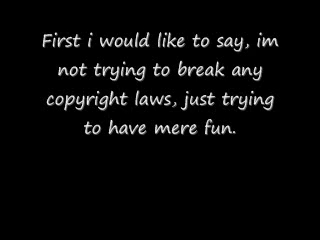 First i would like to say, im
not trying to break any
copyright laws, just trying
to have mere fun.